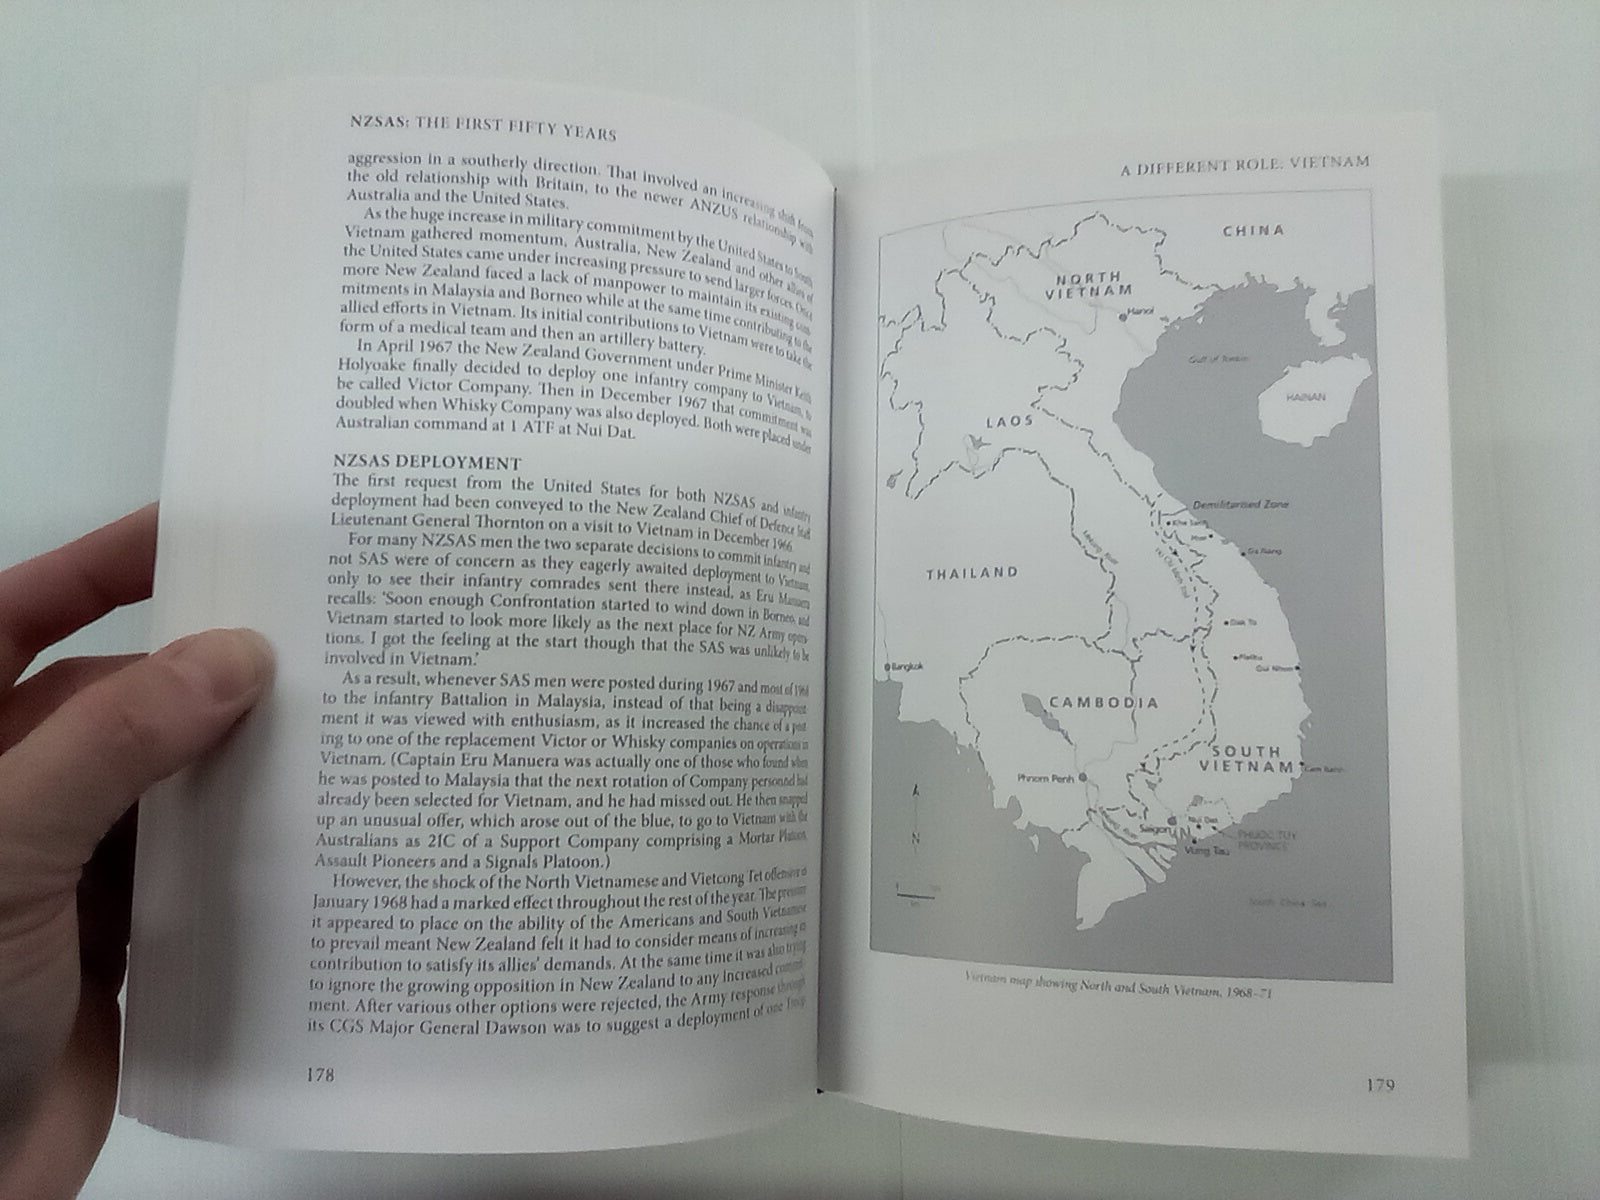 NZSAS: THE FIRST FIFTY YEARS
aggression in a southerly direction. That involved an increasing shift from
the old relationship with Britain, to the newer ANZUS relationship with
Australia and the United States.
As the huge increase in military commitment by the United States to South
Vietnam gathered momentum, Australia, New Zealand and other allies of
the United States came under increasing pressure to send larger forces. Once
more New Zealand faced a lack of manpower to maintain its existing com-
mitments in Malaysia and Borneo while at the same time contributing to the
allied efforts in Vietnam. Its initial contributions to Vietnam were to take the
form of a medical team and then an artillery battery.
In April 1967 the New Zealand Government under Prime Minister Keith
Holyoake finally decided to deploy one infantry company to Vietnam, to
be called Victor Company. Then in December 1967 that commitment was
doubled when Whisky Company was also deployed. Both were placed under
Australian command at 1 ATF at Nui Dat.
NZSAS DEPLOYMENT
The first request from the United States for both NZSAS and infantry
deployment had been conveyed to the New Zealand Chief of Defence Staff
Lieutenant General Thornton on a visit to Vietnam in December 1966.
For many NZSAS men the two separate decisions to commit infantry and
not SAS were of concern as they eagerly awaited deployment to Vietnam,
only to see their infantry comrades sent there instead, as Eru Manuera
recalls: 'Soon enough Confrontation started to wind down in Borneo, and
Vietnam started to look more likely as the next place for NZ Army opera-
tions. I got the feeling at the start though that the SAS was unlikely to be
involved in Vietnam.'
As a result, whenever SAS men were posted during 1967 and most of 1968
to the infantry Battalion in Malaysia, instead of that being a disappoint-
ment it was viewed with enthusiasm, as it increased the chance of a post-
ing to one of the replacement Victor or Whisky companies on operations in
Vietnam. (Captain Eru Manuera was actually one of those who found when
he was posted to Malaysia that the next rotation of Company personnel had
already been selected for Vietnam, and he had missed out. He then snapped
up an unusual offer, which arose out of the blue, to go to Vietnam with the
Australians as 2IC of a Support Company comprising a Mortar Platoon,
Assault Pioneers and a Signals Platoon.)
However, the shock of the North Vietnamese and Vietcong Tet offensive in
January 1968 had a marked effect throughout the rest of the year. The pressure
it appeared to place on the ability of the Americans and South Vietnamese
to prevail meant New Zealand felt it had to consider means of increasing its
contribution to satisfy its allies' demands. At the same time it was also trying
to ignore the growing opposition in New Zealand to any increased commit-
ment. After various other options were rejected, the Army response through
its CGS Major General Dawson was to suggest a deployment of one Troop
178
A DIFFERENT ROLE: VIETNAM
CHINA
NORTH
VIETNAM
Hanoi
Gulf of Tonkin
HAINAN
LAOS
Demilitarised Zone
Khe Sanh
Hue
Da Nang
Mekong River
Ho Chi Minh Trail
THAILAND
Dak To
Pleiku
Qui Nhon
Bangkok
CAMBODIA
SOUTH
VIETNAM
Cam Ranh
Phnom Penh
N
Saigon
Nui Dat
PHUOC TUY
PROVINCE
Vung Tau
South China Sea
Vietnam map showing North and South Vietnam, 1968–71
179